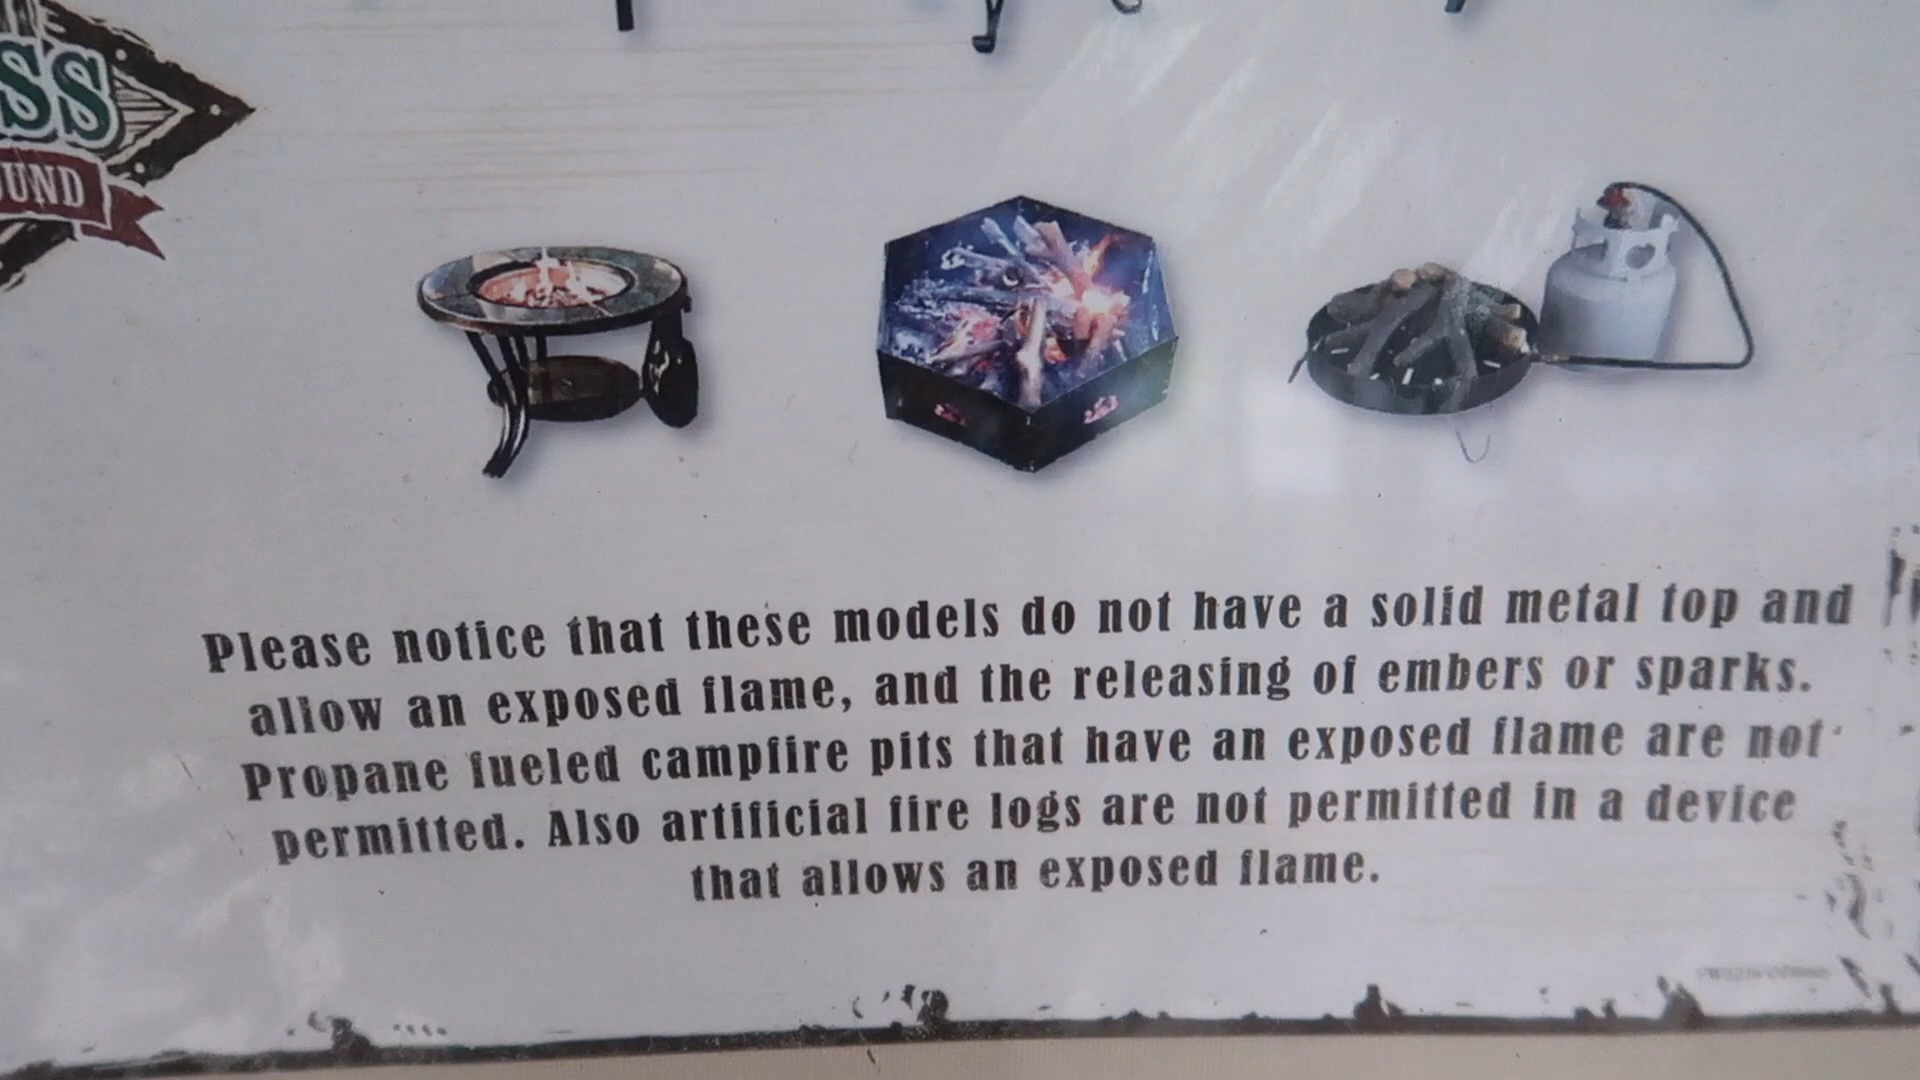 SS
UND
Please notice that these models do not have a solid metal top and
allow an exposed flame, and the releasing of embers or sparks.
Propane fueled campfire pits that have an exposed flame are not
permitted. Also artificial fire logs are not permitted in a device
that allows an exposed flame.